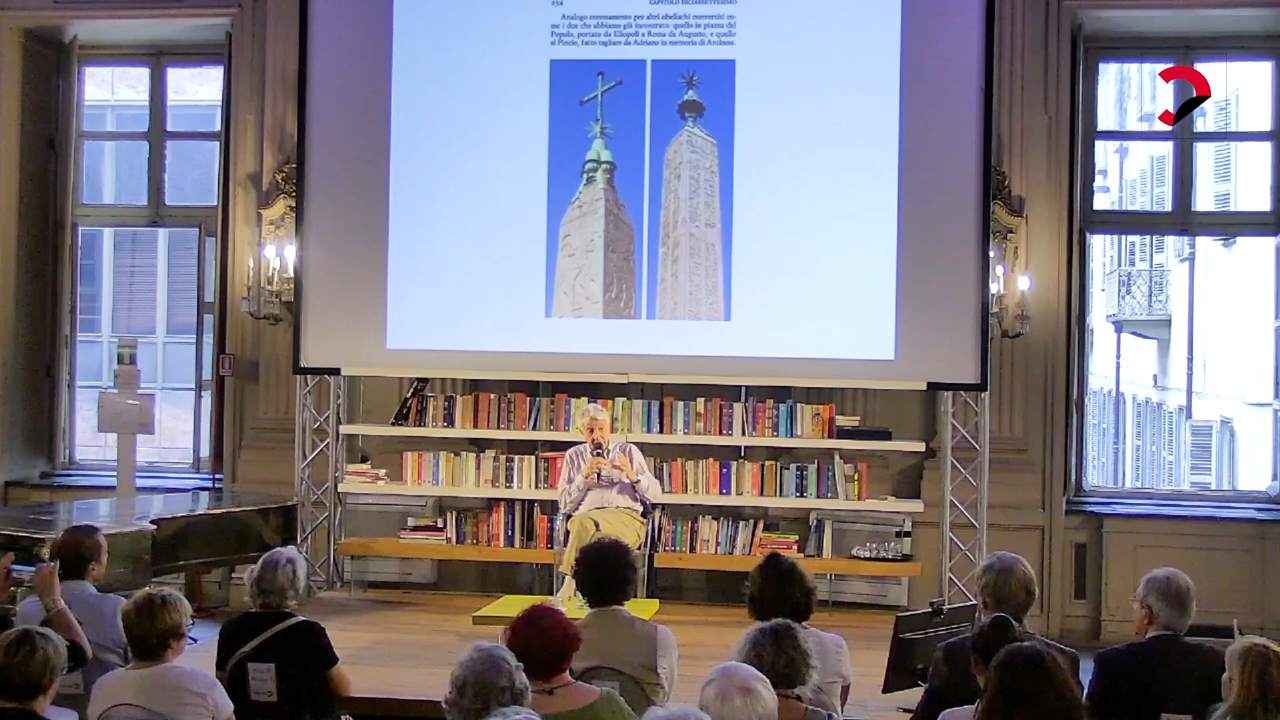 234 CAPITOLO DICIASSETTESIMO
Analogo coronamento per altri obelischi convertiti co-
me i due che abbiamo già incontrato: quello in piazza del
Popolo, portato da Eliopoli a Roma da Augusto, e quello
al Pincio, fatto tagliare da Adriano in memoria di Antinoo.